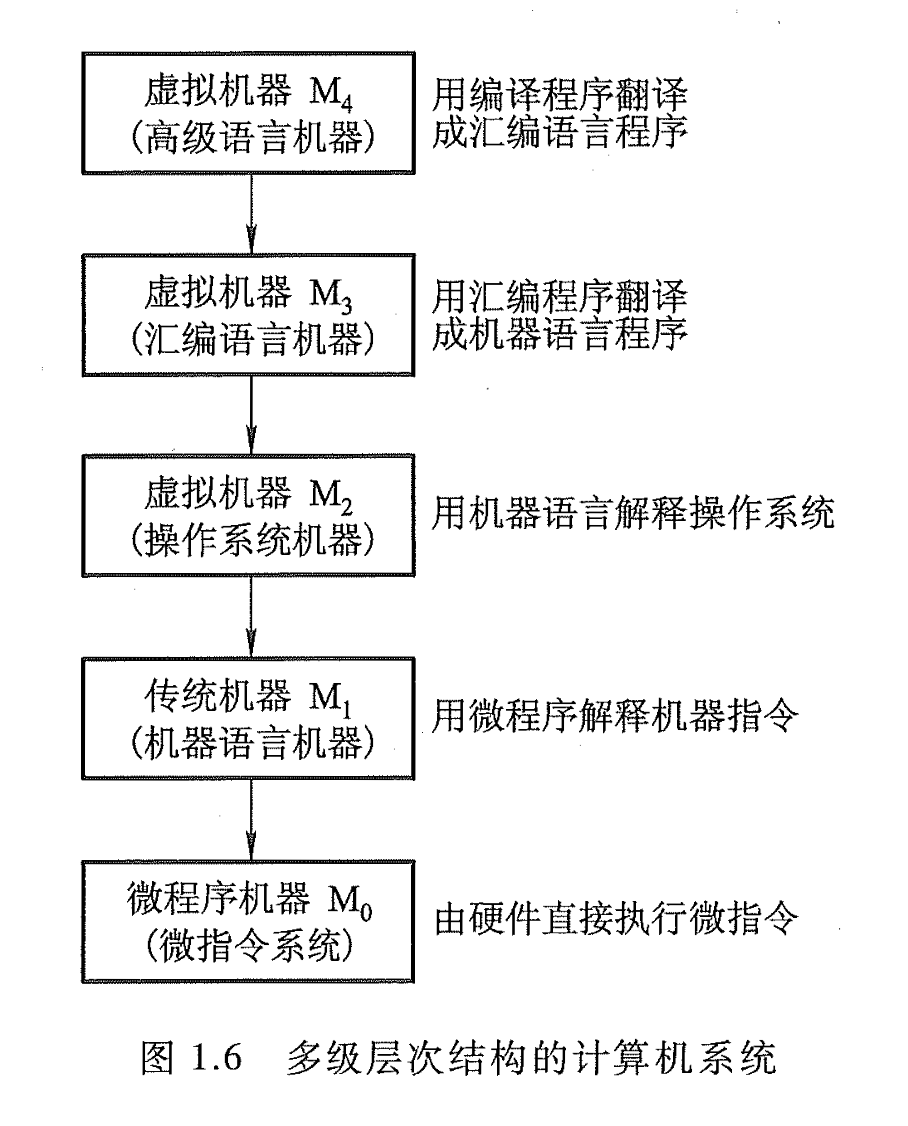 虚拟机器 M4
(高级语言机器)
用编译程序翻译
成汇编语言程序
虚拟机器 M3
(汇编语言机器)
用汇编程序翻译
成机器语言程序
虚拟机器 M2
(操作系统机器)
用机器语言解释操作系统
传统机器 M1
(机器语言机器)
用微程序解释机器指令
微程序机器 M0
(微指令系统)
由硬件直接执行微指令
图 1.6 多级层次结构的计算机系统